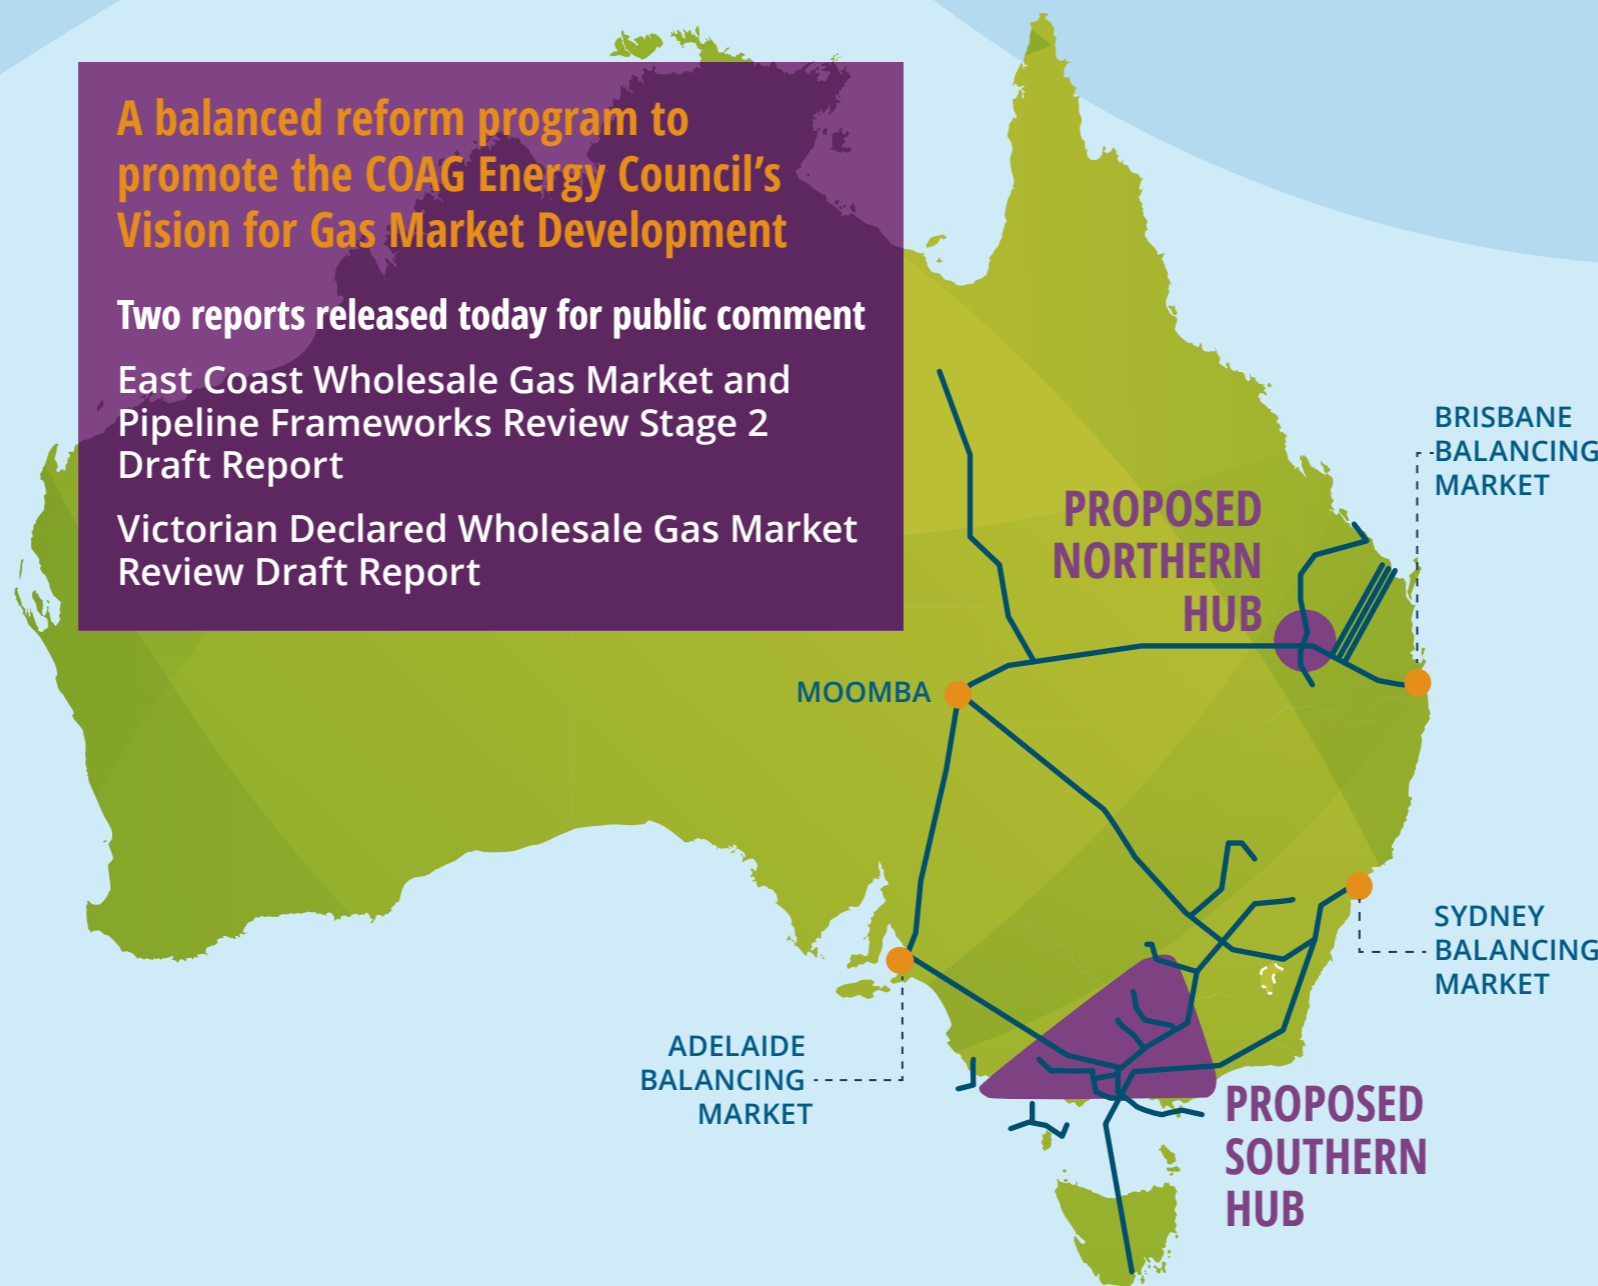 A balanced reform program to
promote the COAG Energy Council's
Vision for Gas Market Development
Two reports released today for public comment
East Coast Wholesale Gas Market and
Pipeline Frameworks Review Stage 2
Draft Report
Victorian Declared Wholesale Gas Market
Review Draft Report
BRISBANE
BALANCING
MARKET
PROPOSED
NORTHERN
HUB
MOOMBA
SYDNEY
BALANCING
MARKET
ADELAIDE
BALANCING
MARKET
PROPOSED
SOUTHERN
HUB